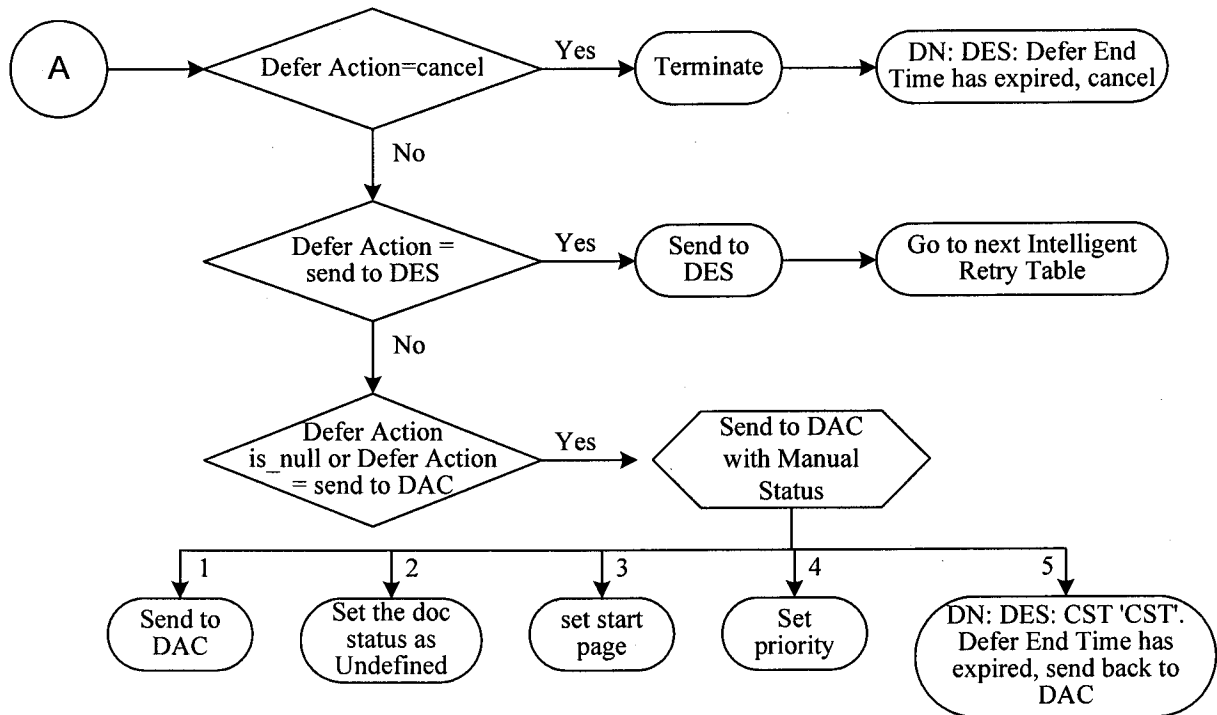 A
Defer Action=cancel
Yes
Terminate
DN: DES: Defer End
Time has expired, cancel
No
Defer Action =
send to DES
Yes
Send to
DES
Go to next Intelligent
Retry Table
No
Defer Action
is_null or Defer Action
= send to DAC
Yes
Send to DAC
with Manual
Status
1
Send to
DAC
2
Set the doc
status as
Undefined
3
set start
page
4
Set
priority
5
DN: DES: CST 'CST'.
Defer End Time has
expired, send back to
DAC